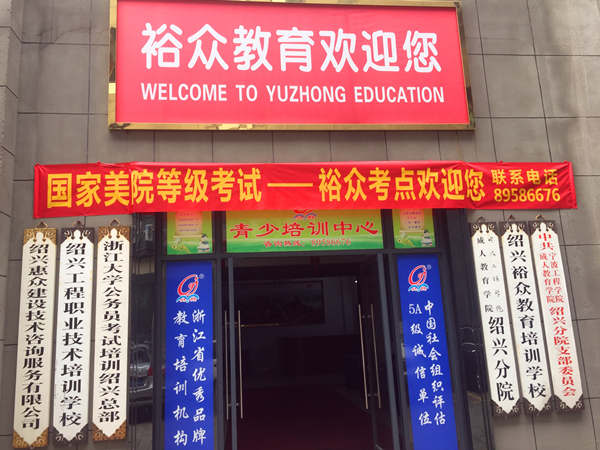 裕众教育欢迎您
WELCOME TO YUZHONG EDUCATION
国家美院等级考试——裕众考点欢迎您
联系电话
89586676
青少培训中心
绍兴惠众建设技术咨询服务有限公司
绍兴工程职业技术培训学校
浙江大学公务员考试培训绍兴总部
浙江省优秀品牌
教育培训机构
中国社会组织评估
5A级诚信单位
成人教育学院
绍兴分院
绍兴裕众教育培训学校
中共宁波工程学院
成人教育学院
绍兴分院支部委员会